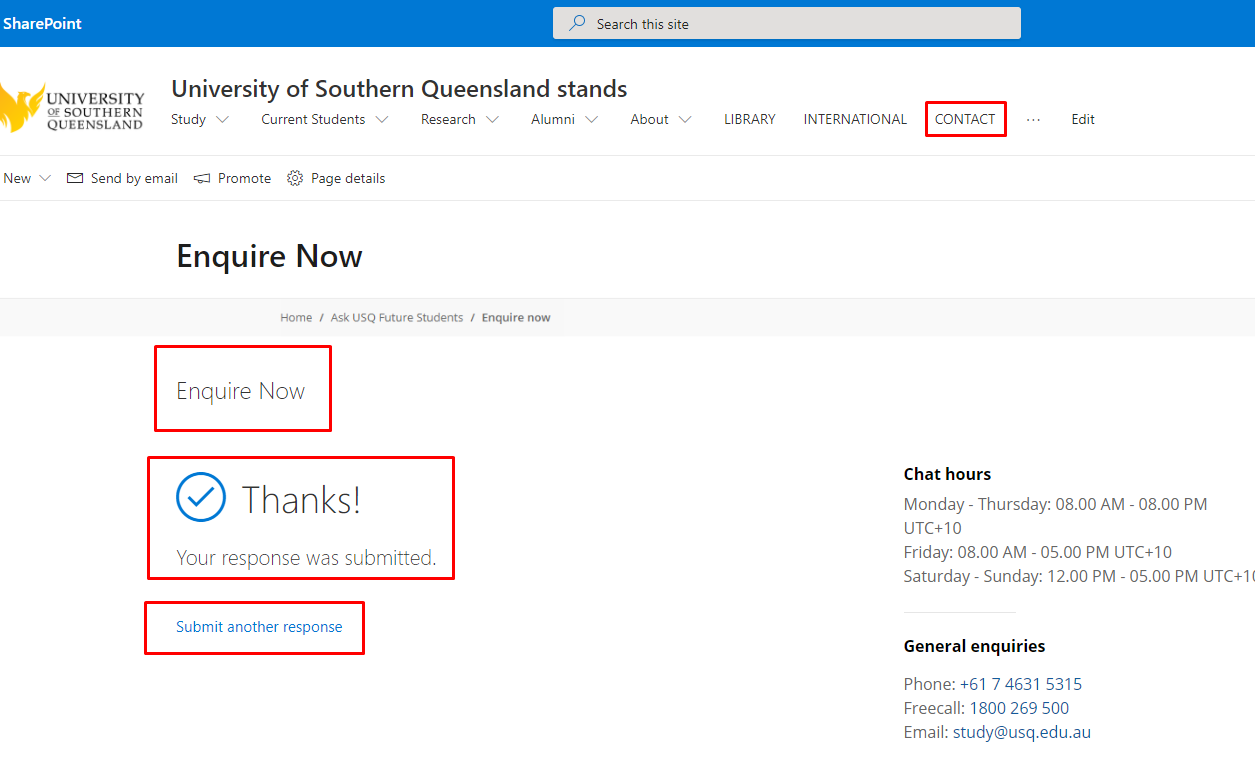 SharePoint
Search this site
UNIVERSITY
OF SOUTHERN
QUEENSLAND
University of Southern Queensland stands
Study Current Students Research Alumni About LIBRARY INTERNATIONAL CONTACT ... Edit
New Send by email Promote Page details
Enquire Now
Home / Ask USQ Future Students / Enquire now
Enquire Now
Thanks!
Your response was submitted.
Submit another response
Chat hours
Monday - Thursday: 08.00 AM - 08.00 PM
UTC+10
Friday: 08.00 AM - 05.00 PM UTC+10
Saturday - Sunday: 12.00 PM - 05.00 PM UTC+10
General enquiries
Phone: +61 7 4631 5315
Freecall: 1800 269 500
Email: study@usq.edu.au